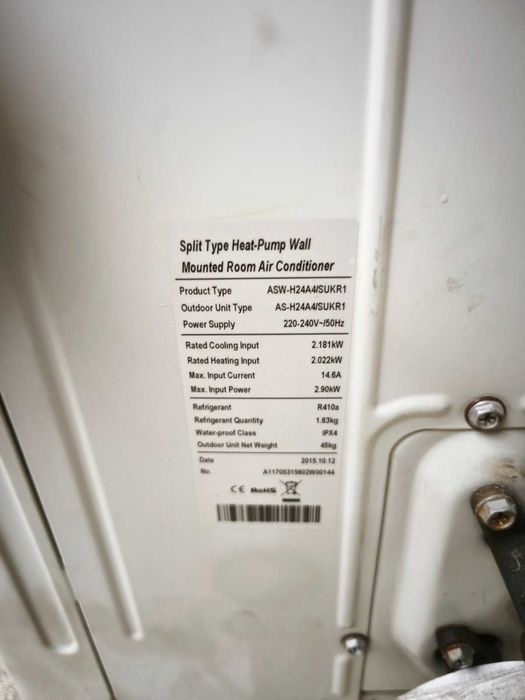 Split Type Heat-Pump Wall
Mounted Room Air Conditioner
Product Type ASW-H24A4/SUKR1
Outdoor Unit Type AS-H24A4/SUKR1
Power Supply 220-240V~/50Hz
Rated Cooling Input 2.181kW
Rated Heating Input 2.022kW
Max. Input Current 14.6A
Max. Input Power 2.90kW
Refrigerant R410a
Refrigerant Quantity 1.63kg
Water-proof Class IPX4
Outdoor Unit Net Weight 45kg
Date 2015.10.12
No. A11705315602W00144
CE RoHS